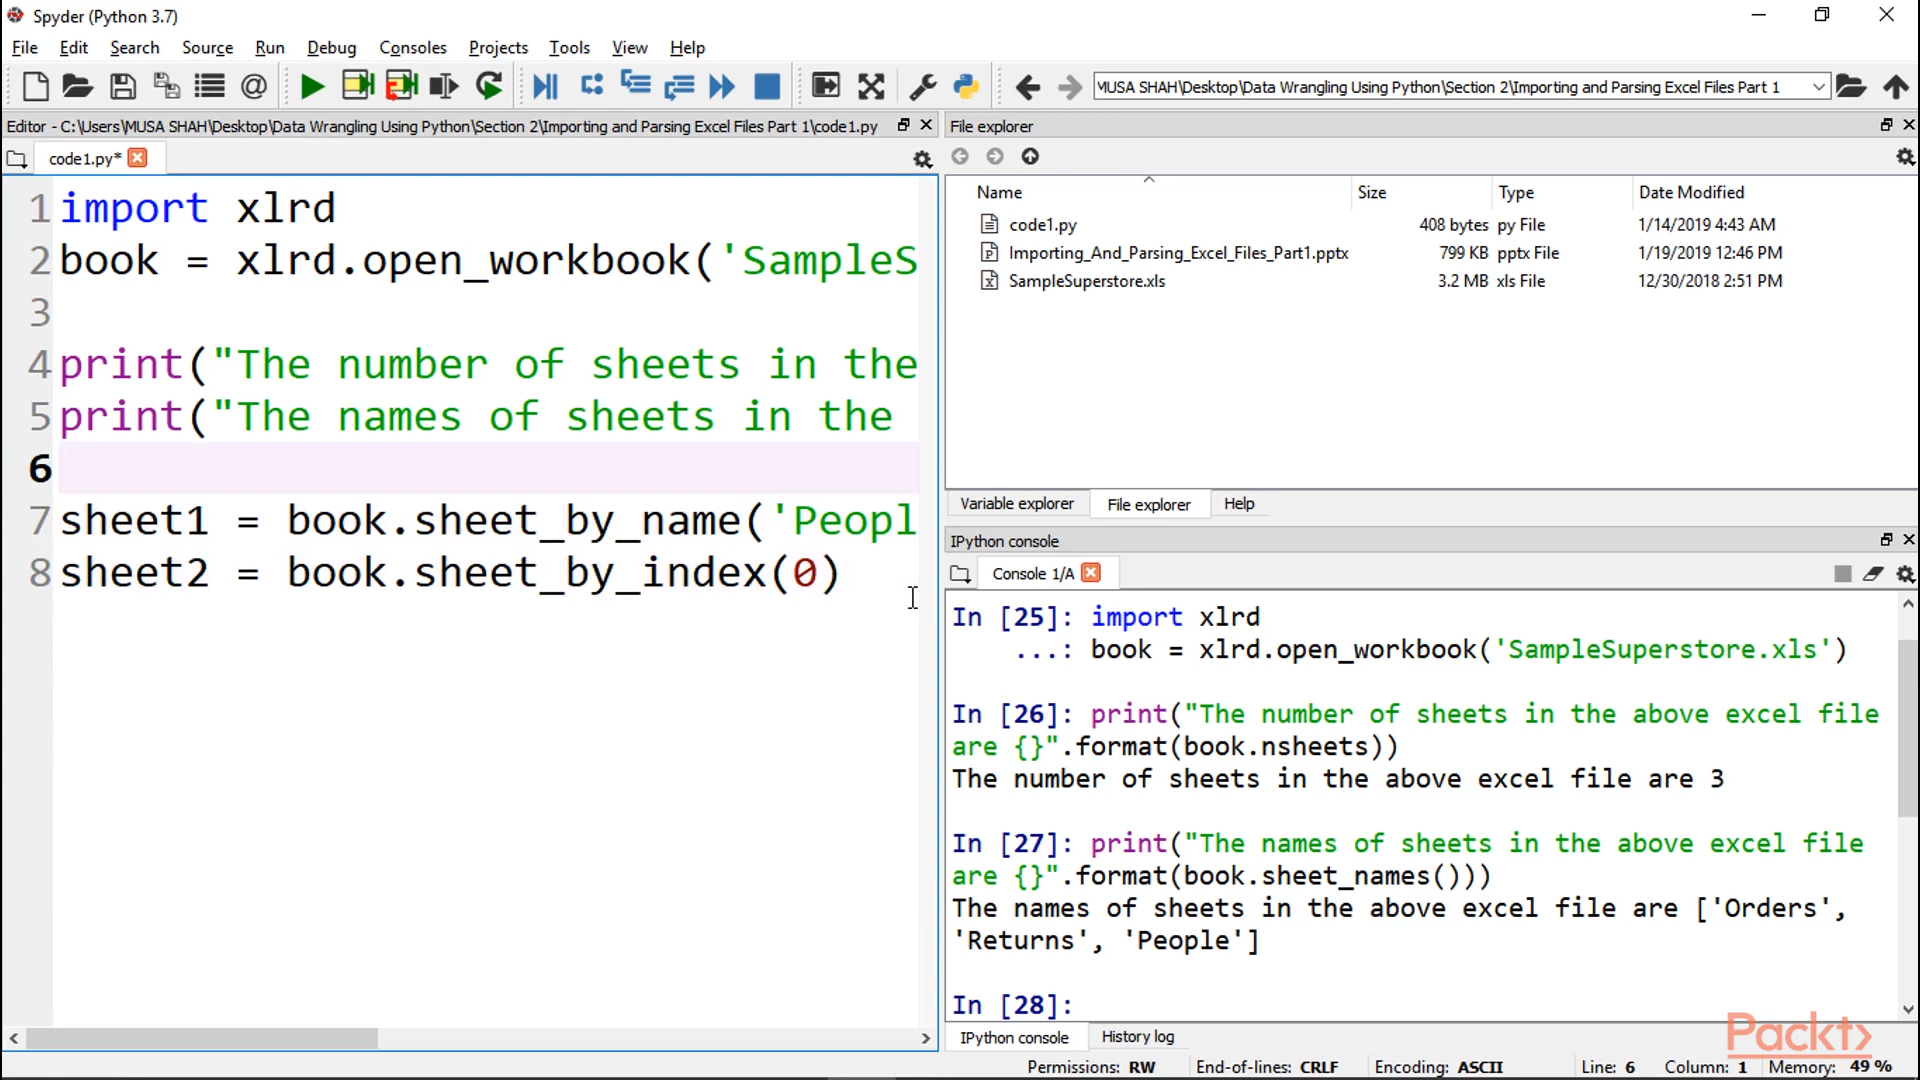 Spyder (Python 3.7)
File Edit Search Source Run Debug Consoles Projects Tools View Help
MUSA SHAH\Desktop\Data Wrangling Using Python\Section 2\Importing and Parsing Excel Files Part 1
Editor - C:\Users\MUSA SHAH\Desktop\Data Wrangling Using Python\Section 2\Importing and Parsing Excel Files Part 1\code1.py
code1.py*
1 import xlrd
2 book = xlrd.open_workbook('SampleS
3
4 print("The number of sheets in the
5 print("The names of sheets in the
6
7 sheet1 = book.sheet_by_name('Peopl
8 sheet2 = book.sheet_by_index(0)
File explorer
Name Size Type Date Modified
code1.py 408 bytes py File 1/14/2019 4:43 AM
Importing_And_Parsing_Excel_Files_Part1.pptx 799 KB pptx File 1/19/2019 12:46 PM
SampleSuperstore.xls 3.2 MB xls File 12/30/2018 2:51 PM
Variable explorer File explorer Help
IPython console
Console 1/A
In [25]: import xlrd
...: book = xlrd.open_workbook('SampleSuperstore.xls')
In [26]: print("The number of sheets in the above excel file
are {}".format(book.nsheets))
The number of sheets in the above excel file are 3
In [27]: print("The names of sheets in the above excel file
are {}".format(book.sheet_names()))
The names of sheets in the above excel file are ['Orders',
'Returns', 'People']
In [28]:
IPython console History log
Packt>
Permissions: RW End-of-lines: CRLF Encoding: ASCII Line: 6 Column: 1 Memory: 49 %